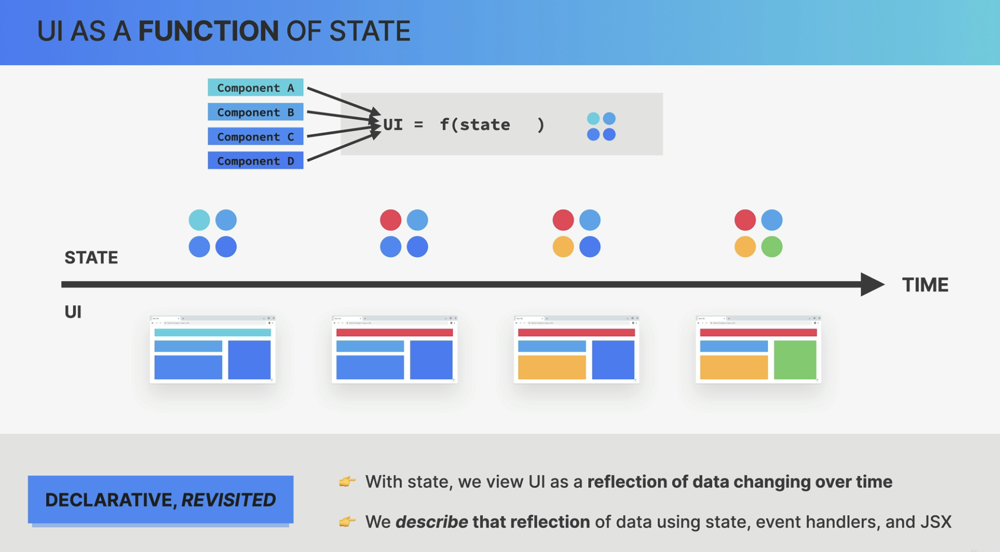 UI AS A FUNCTION OF STATE
Component A
Component B
Component C
Component D
UI = f(state )
STATE
TIME
UI
DECLARATIVE, REVISITED
👉 With state, we view UI as a reflection of data changing over time
👉 We describe that reflection of data using state, event handlers, and JSX